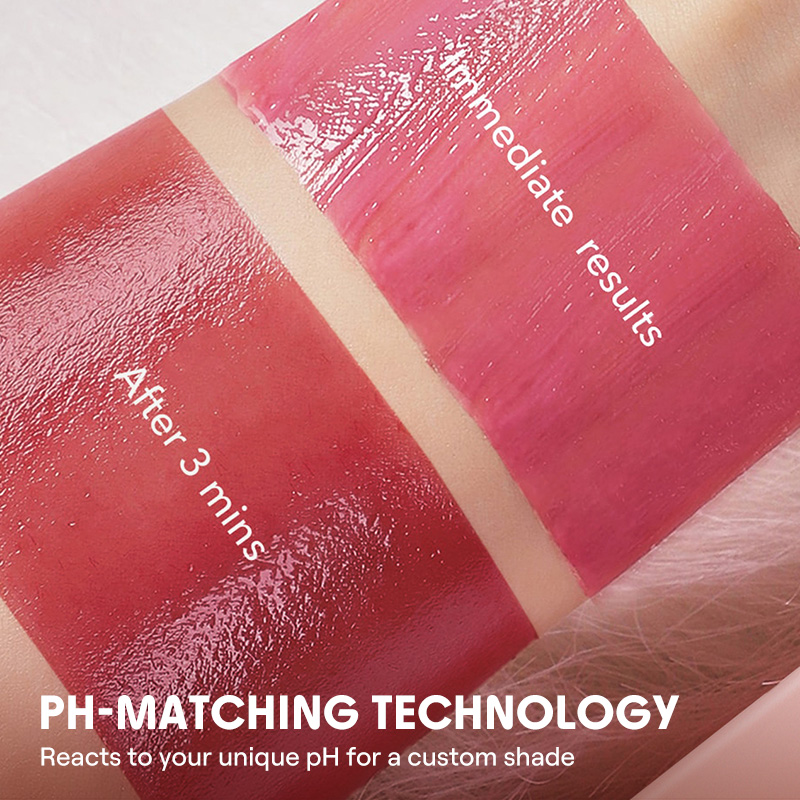 Immediate results
After 3 mins
PH-MATCHING TECHNOLOGY
Reacts to your unique pH for a custom shade